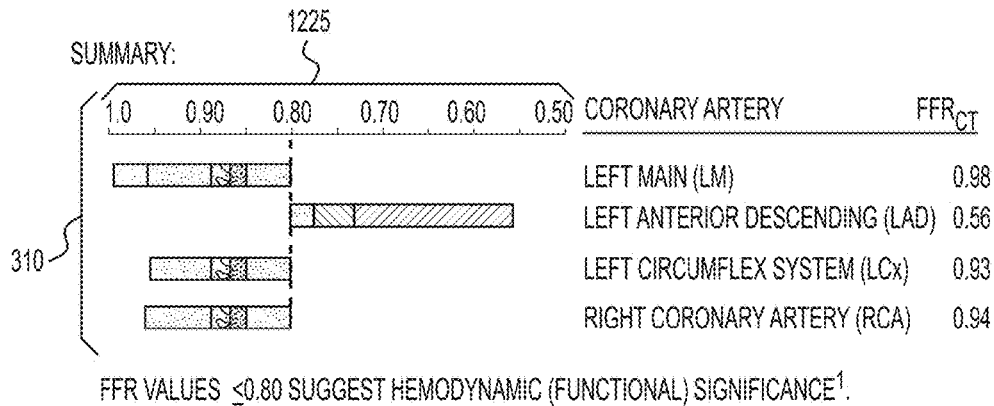 1225
SUMMARY:
1.0 0.90 0.80 0.70 0.60 0.50 CORONARY ARTERY FFRCT
LEFT MAIN (LM) 0.98
LEFT ANTERIOR DESCENDING (LAD) 0.56
310
LEFT CIRCUMFLEX SYSTEM (LCx) 0.93
RIGHT CORONARY ARTERY (RCA) 0.94
FFR VALUES ≤0.80 SUGGEST HEMODYNAMIC (FUNCTIONAL) SIGNIFICANCE1.